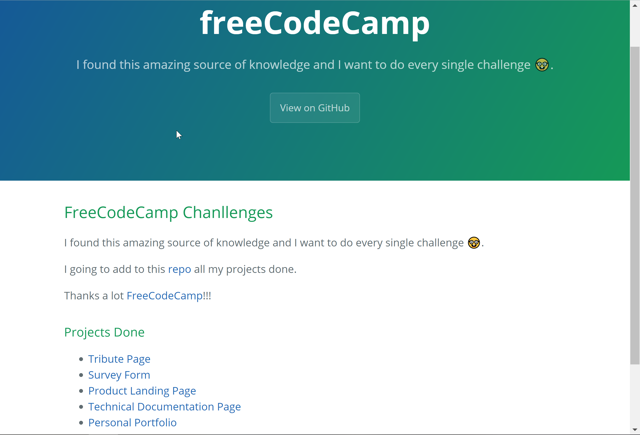 freeCodeCamp
I found this amazing source of knowledge and I want to do every single challenge 🤓.
View on GitHub
FreeCodeCamp Chanllenges
I found this amazing source of knowledge and I want to do every single challenge 🤓.
I going to add to this repo all my projects done.
Thanks a lot FreeCodeCamp!!!
Projects Done
Tribute Page
Survey Form
Product Landing Page
Technical Documentation Page
Personal Portfolio